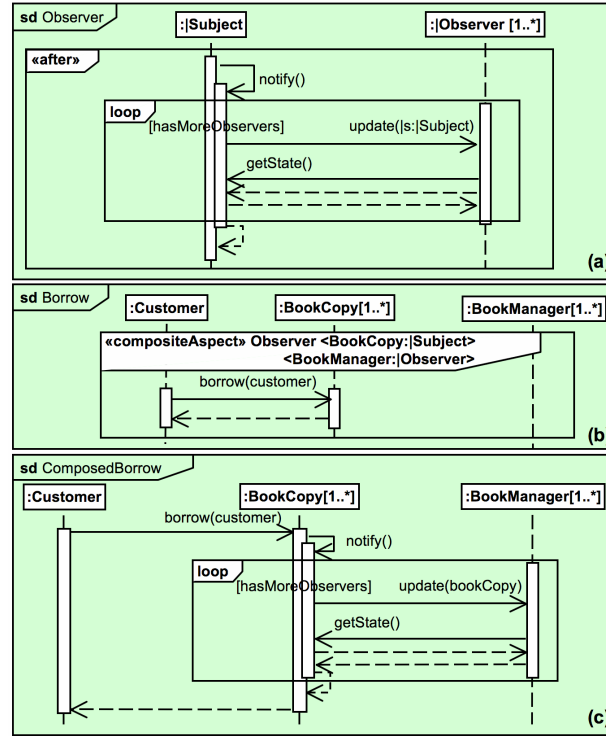 sd Observer
:|Subject
:|Observer [1..*]
«after»
notify()
loop
[hasMoreObservers]
update(|s:|Subject)
getState()
(a)
sd Borrow
:Customer
:BookCopy[1..*]
:BookManager[1..*]
«compositeAspect» Observer <BookCopy:|Subject>
<BookManager:|Observer>
borrow(customer)
(b)
sd ComposedBorrow
:Customer
:BookCopy[1..*]
:BookManager[1..*]
borrow(customer)
notify()
loop
[hasMoreObservers]
update(bookCopy)
getState()
(c)